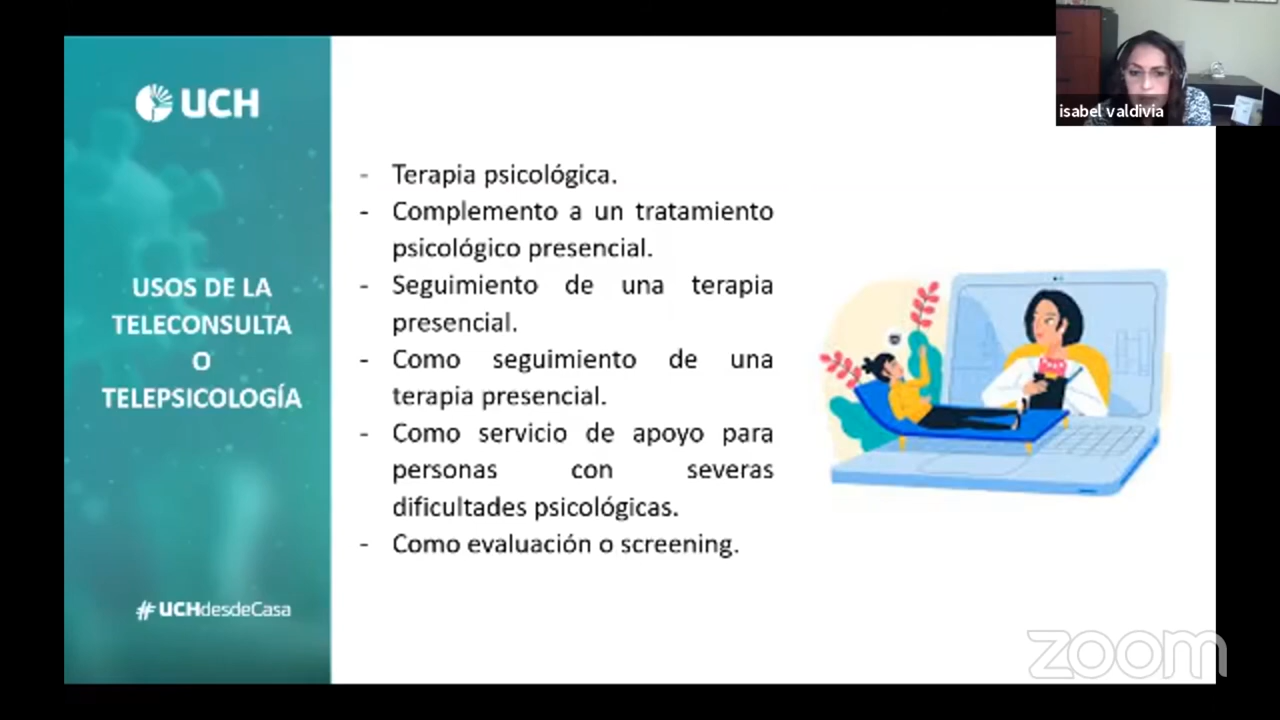 UCH
USOS DE LA
TELECONSULTA
O
TELEPSICOLOGÍA
#UCHdesdeCasa
- Terapia psicológica.
- Complemento a un tratamiento
psicológico presencial.
- Seguimiento de una terapia
presencial.
- Como seguimiento de una
terapia presencial.
- Como servicio de apoyo para
personas con severas
dificultades psicológicas.
- Como evaluación o screening.
isabel valdivia
zoom